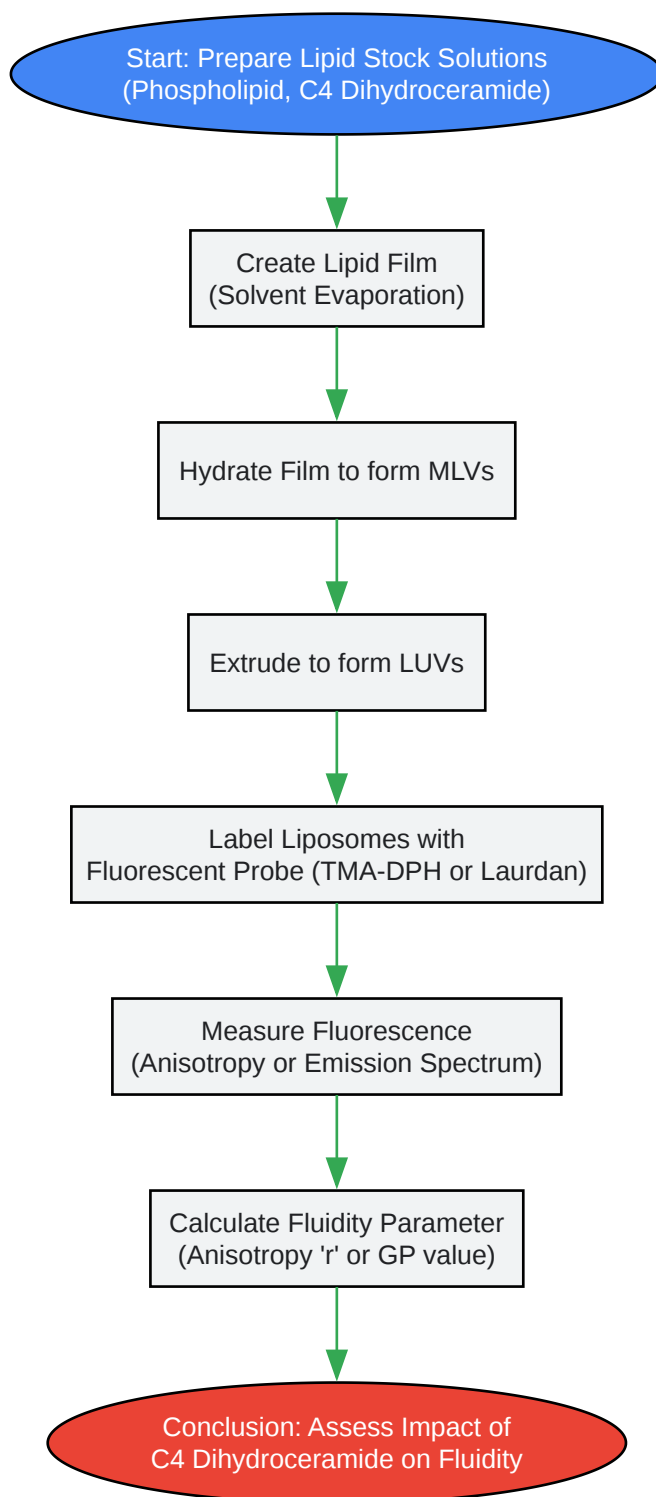 Start: Prepare Lipid Stock Solutions
(Phospholipid, C4 Dihydroceramide)
Create Lipid Film
(Solvent Evaporation)
Hydrate Film to form MLVs
Extrude to form LUVs
Label Liposomes with
Fluorescent Probe (TMA-DPH or Laurdan)
Measure Fluorescence
(Anisotropy or Emission Spectrum)
Calculate Fluidity Parameter
(Anisotropy 'r' or GP value)
Conclusion: Assess Impact of
C4 Dihydroceramide on Fluidity